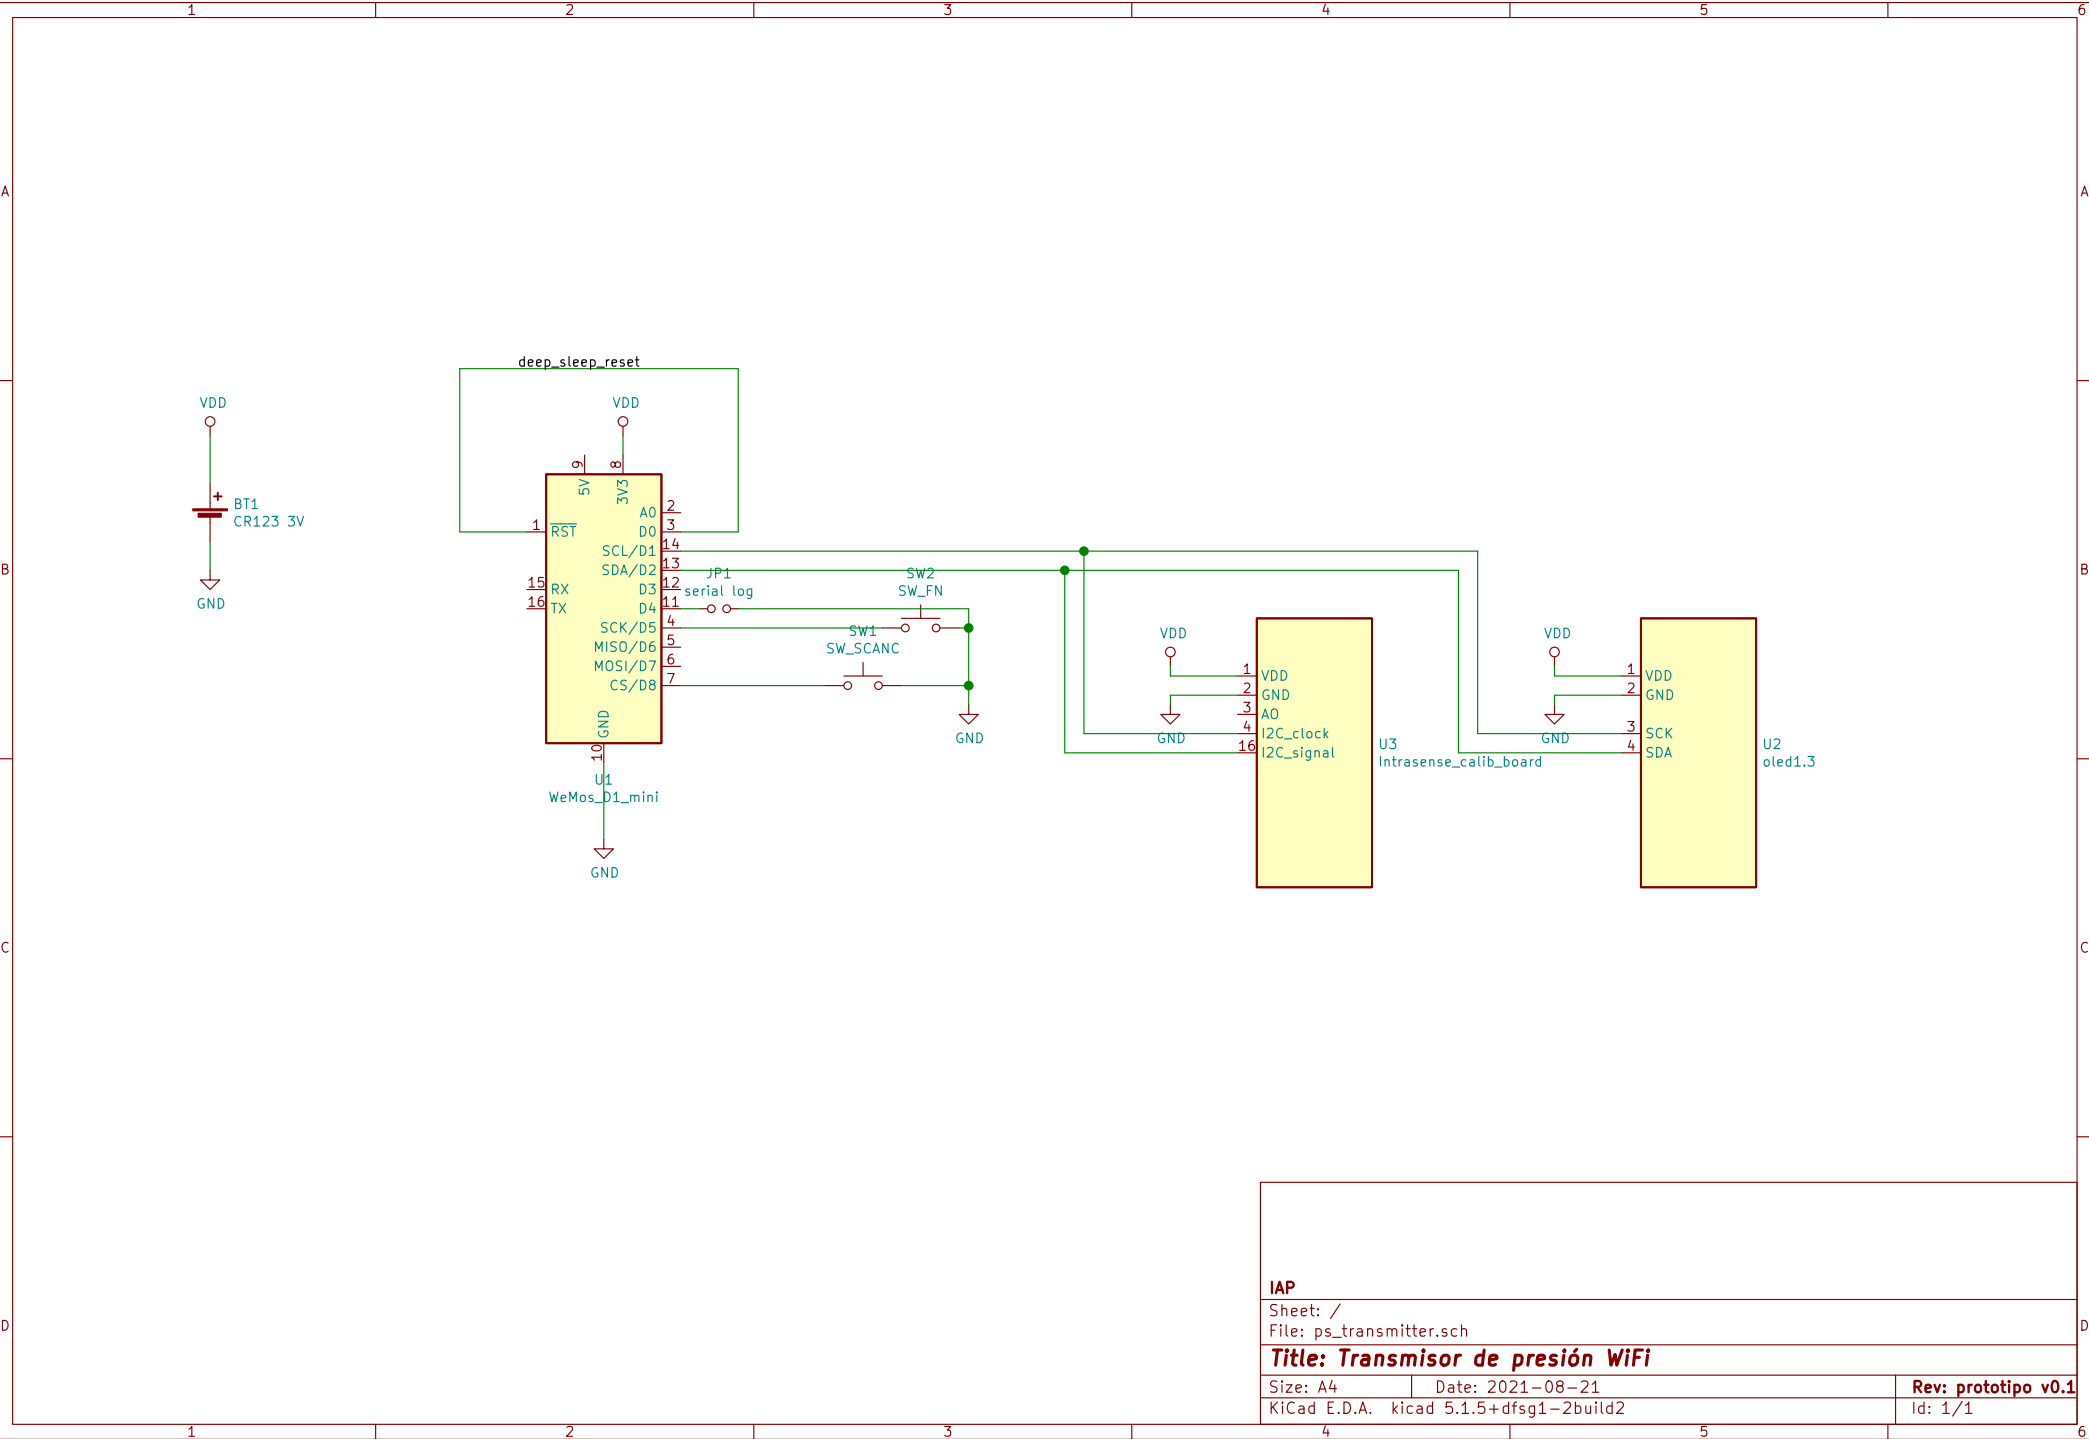 1 2 3 4 5 6
A A
deep_sleep_reset
VDD
VDD
BT1
CR123 3V
GND
9 8
5V 3V3
A0 2
1 RST D0 3
SCL/D1 14
SDA/D2 13
15 RX D3 12
16 TX D4 11
SCK/D5 4
MISO/D6 5
MOSI/D7 6
CS/D8 7
GND
10
U1
WeMos_D1_mini
GND
B B
JP1
serial log
SW2
SW_FN
SW1
SW_SCANC
GND
VDD
1 VDD
2 GND
3 AO
4 I2C_clock
16 I2C_signal
GND
U3
Intrasense_calib_board
VDD
1 VDD
2 GND
3 SCK
4 SDA
GND
U2
oled1.3
C C
D D
IAP
Sheet: /
File: ps_transmitter.sch
Title: Transmisor de presión WiFi
Size: A4 Date: 2021-08-21 Rev: prototipo v0.1
KiCad E.D.A. kicad 5.1.5+dfsg1-2build2 Id: 1/1
1 2 3 4 5 6